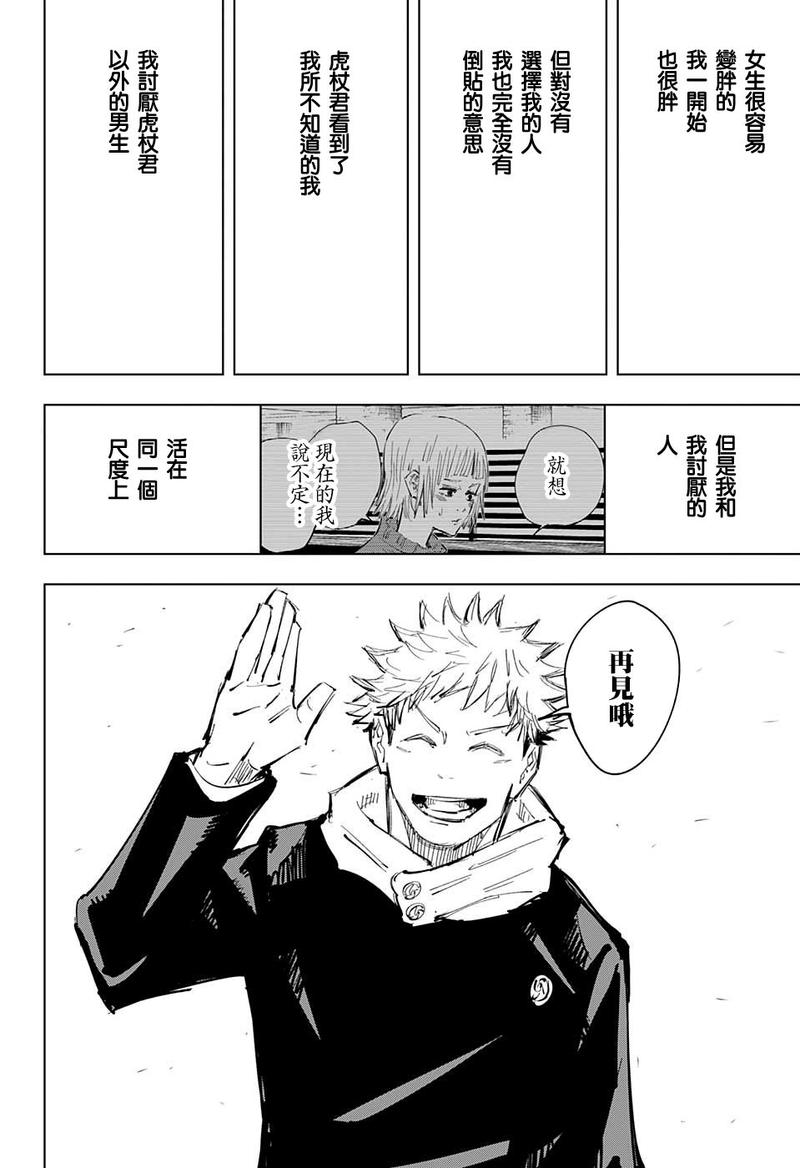 女生很容易
變胖的
我一開始
也很胖
但對沒有
選擇我的人
我也完全沒有
倒貼的意思
虎杖君看到了
我所不知道的我
我討厭虎杖君
以外的男生
但是我和
我討厭的
人
就想
現在的我
說不定…
活在
同一個
尺度上
再見哦